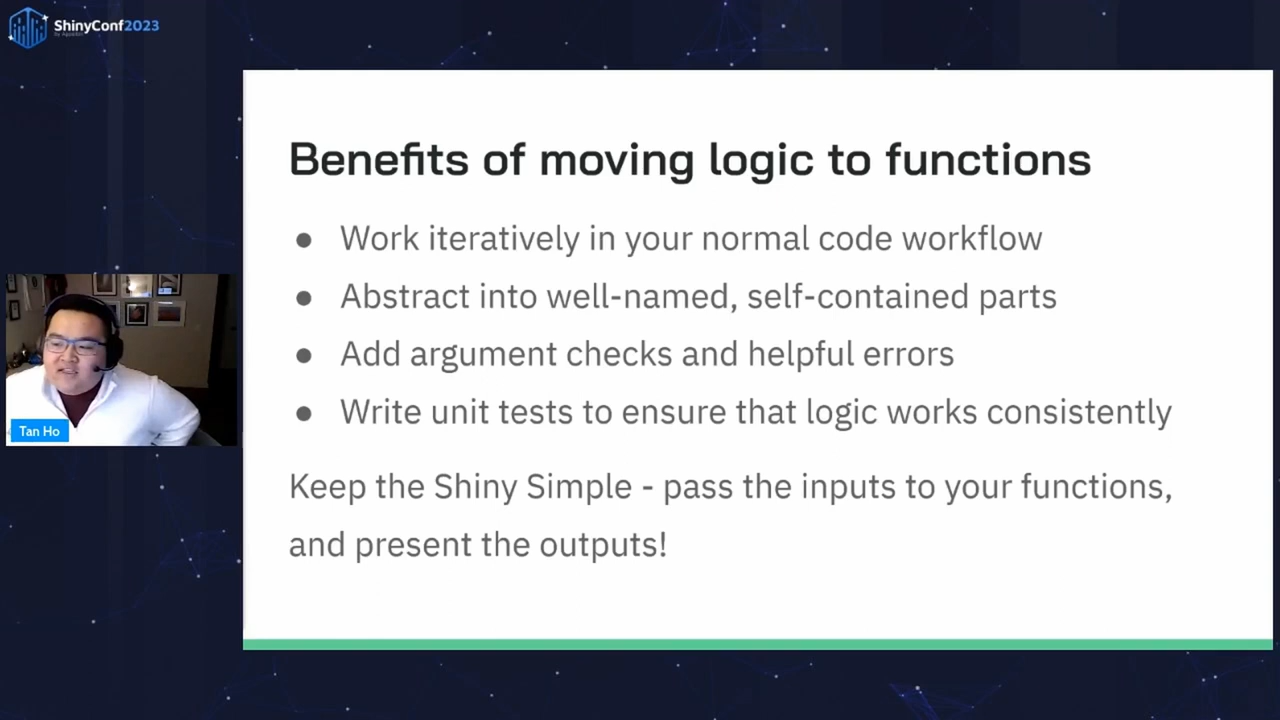 ShinyConf2023
by Appsilon
Benefits of moving logic to functions
● Work iteratively in your normal code workflow
● Abstract into well-named, self-contained parts
● Add argument checks and helpful errors
● Write unit tests to ensure that logic works consistently
Keep the Shiny Simple - pass the inputs to your functions,
and present the outputs!
Tan Ho